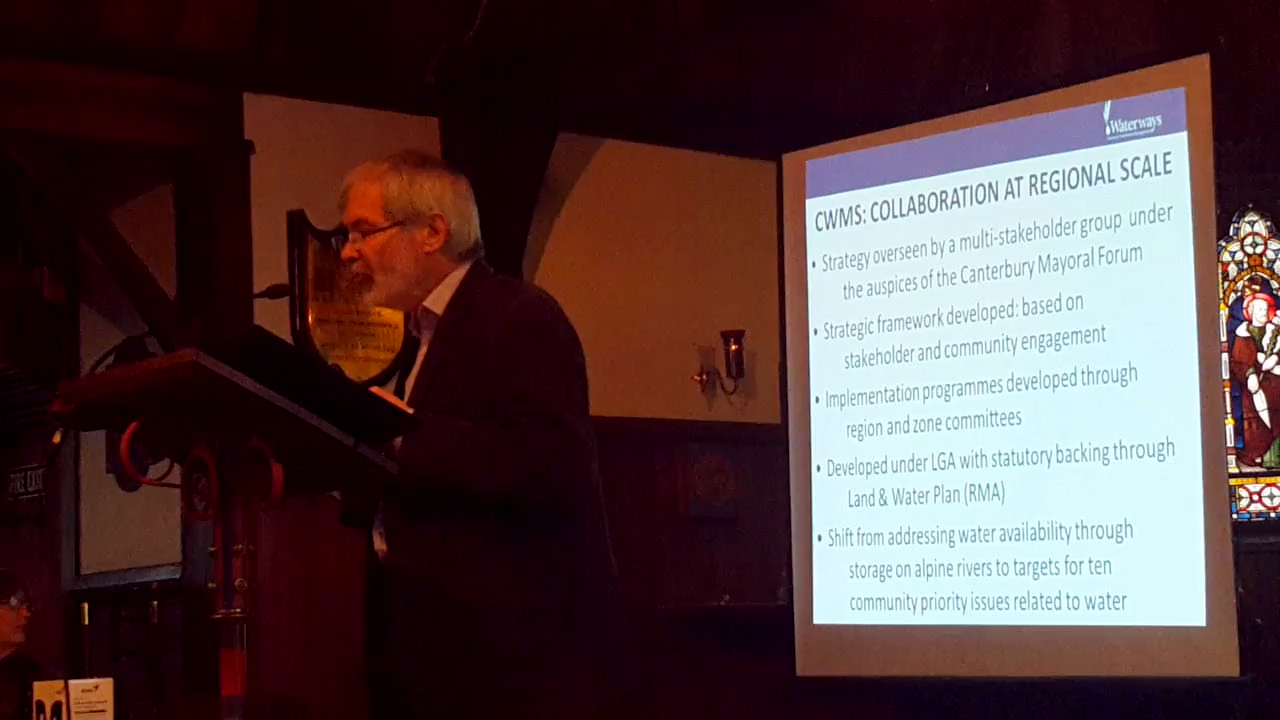 Waterways
CWMS: COLLABORATION AT REGIONAL SCALE
• Strategy overseen by a multi-stakeholder group under
the auspices of the Canterbury Mayoral Forum
• Strategic framework developed: based on
stakeholder and community engagement
• Implementation programmes developed through
region and zone committees
• Developed under LGA with statutory backing through
Land & Water Plan (RMA)
• Shift from addressing water availability through
storage on alpine rivers to targets for ten
community priority issues related to water
FIRE EXIT